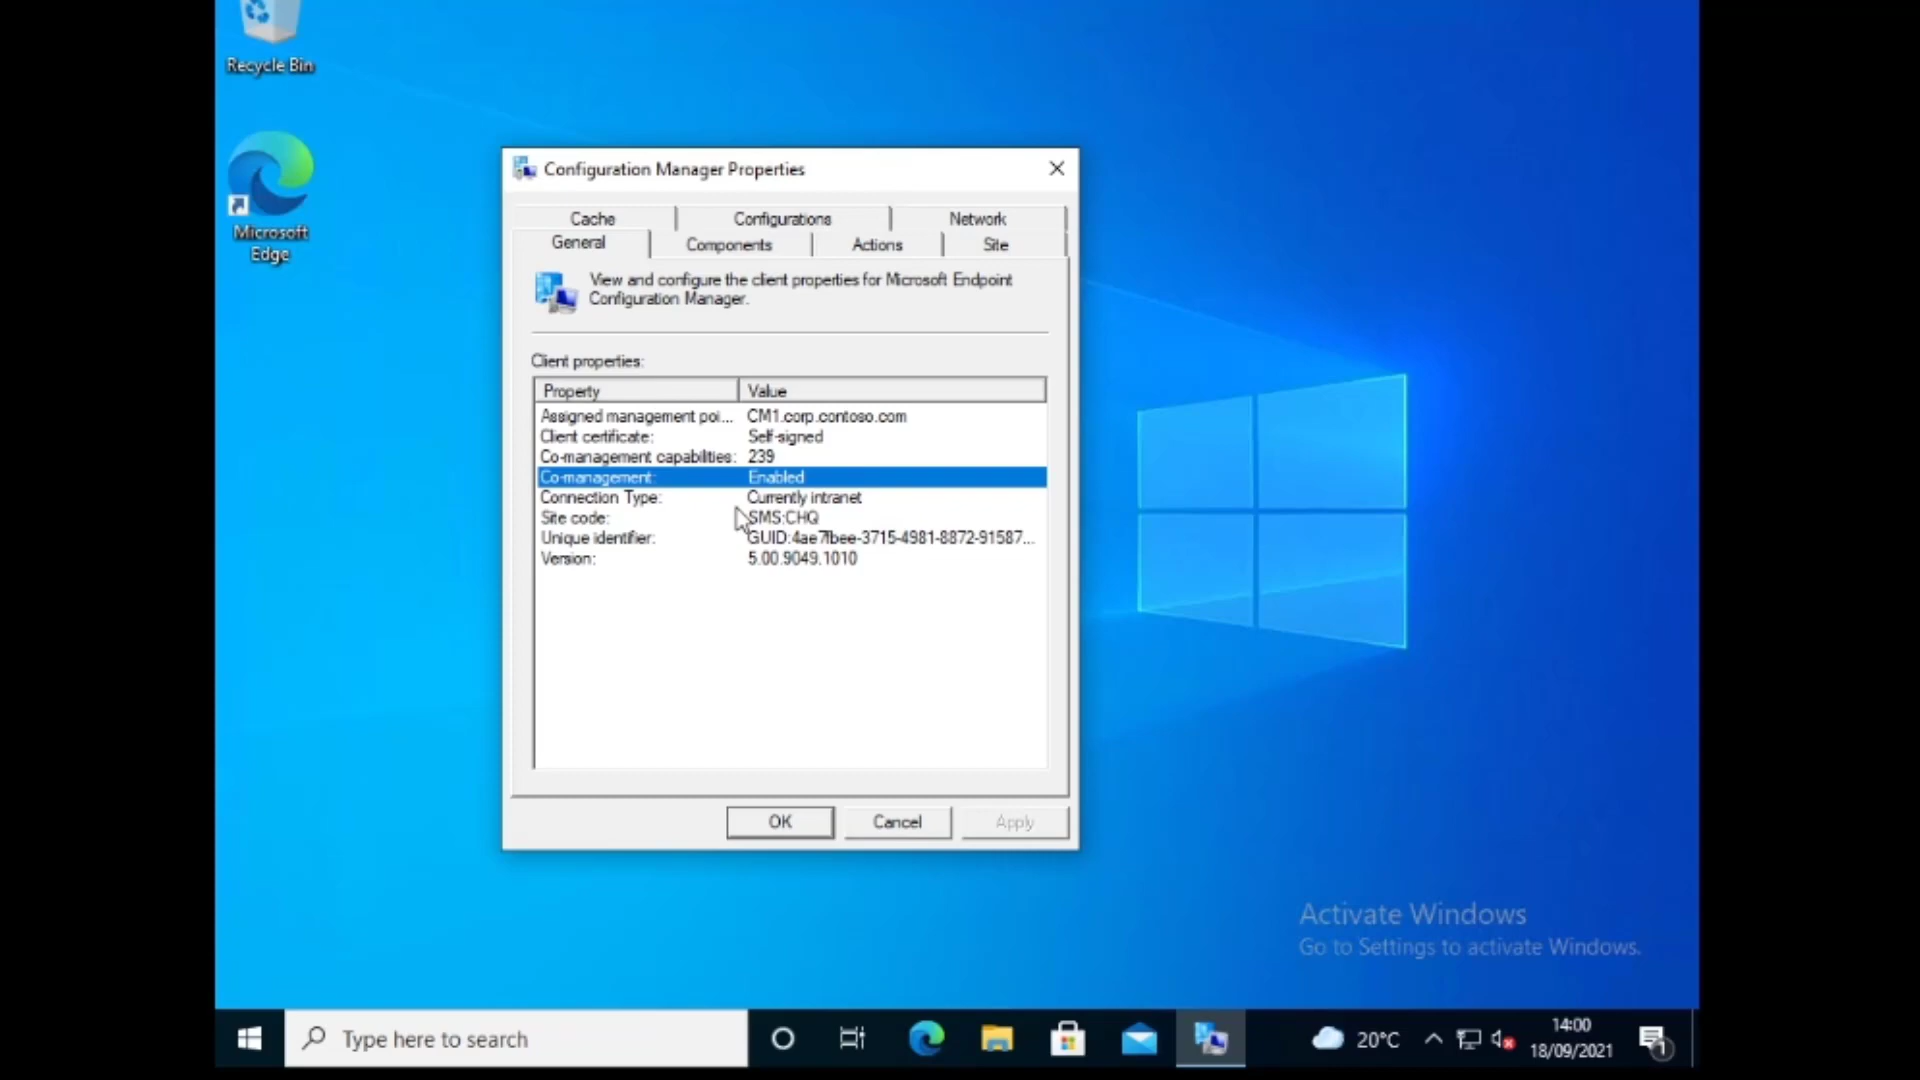 Recycle Bin
Microsoft
Edge
Configuration Manager Properties
Cache
Configurations
Network
General
Components
Actions
Site
View and configure the client properties for Microsoft Endpoint
Configuration Manager.
Client properties:
Property Value
Assigned management poi... CM1.corp.contoso.com
Client certificate: Self-signed
Co-management capabilities: 239
Co-management: Enabled
Connection Type: Currently intranet
Site code: SMS:CHQ
Unique identifier: GUID:4ae7fbee-3715-4981-8872-91587...
Version: 5.00.9049.1010
OK
Cancel
Apply
Activate Windows
Go to Settings to activate Windows.
Type here to search
20°C
14:00
18/09/2021
1